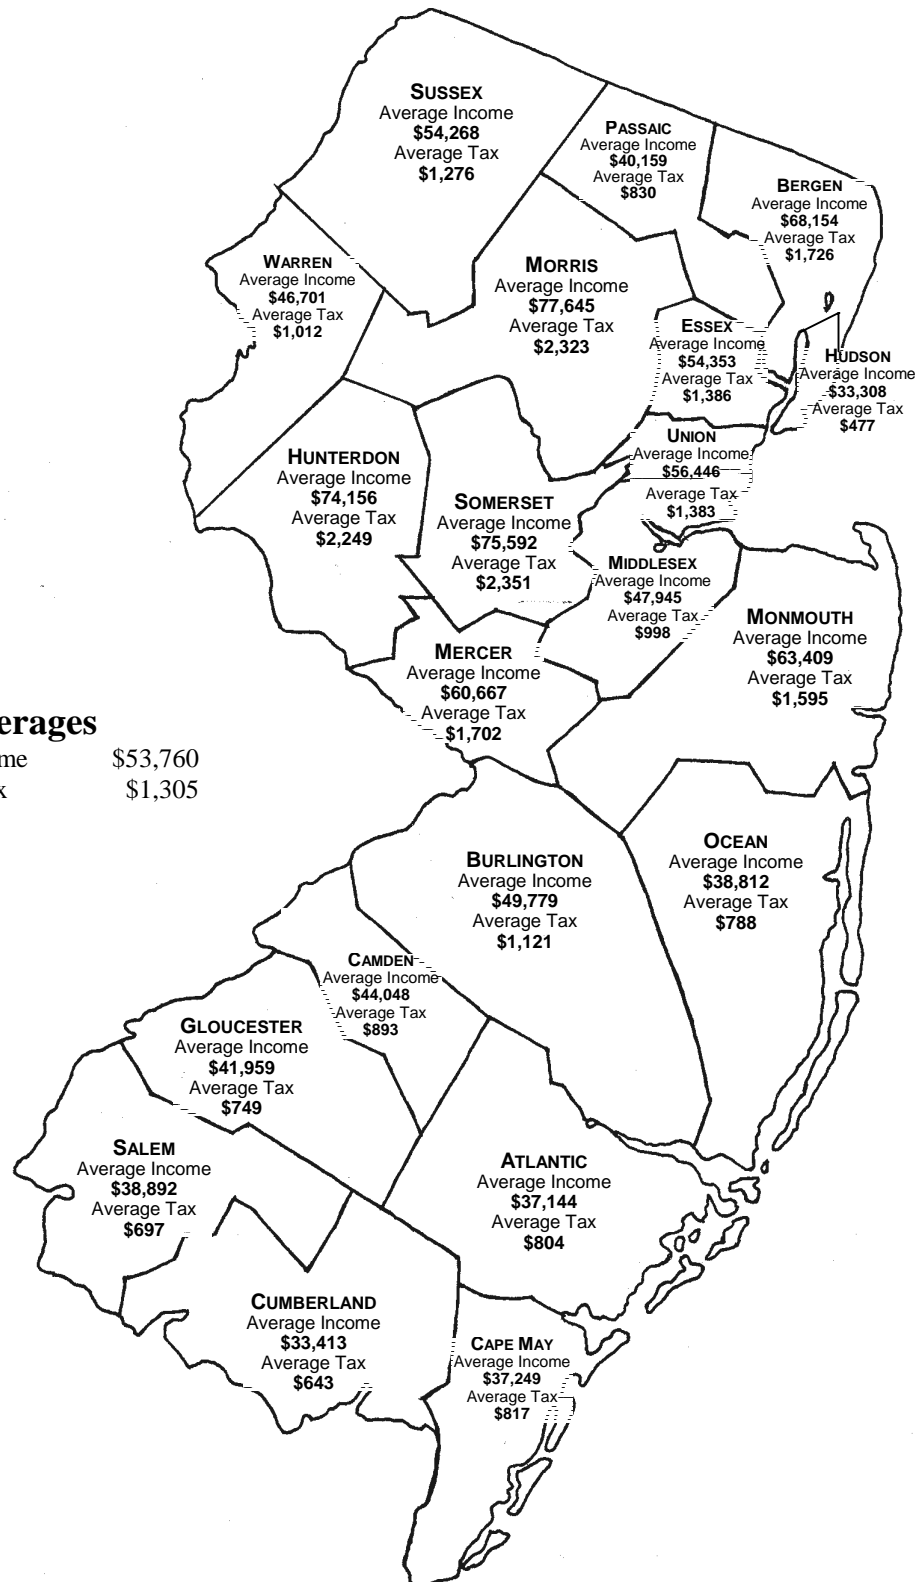 SUSSEX
Average Income
$54,268
Average Tax
$1,276
PASSAIC
Average Income
$40,159
Average Tax
$830
BERGEN
Average Income
$68,154
Average Tax
$1,726
WARREN
Average Income
$46,701
Average Tax
$1,012
MORRIS
Average Income
$77,645
Average Tax
$2,323
ESSEX
Average Income
$54,353
Average Tax
$1,386
HUDSON
Average Income
$33,308
Average Tax
$477
UNION
Average Income
$56,446
Average Tax
$1,383
HUNTERDON
Average Income
$74,156
Average Tax
$2,249
SOMERSET
Average Income
$75,592
Average Tax
$2,351
MIDDLESEX
Average Income
$47,945
Average Tax
$998
MONMOUTH
Average Income
$63,409
Average Tax
$1,595
MERCER
Average Income
$60,667
Average Tax
$1,702
erages
me $53,760
x $1,305
OCEAN
Average Income
$38,812
Average Tax
$788
BURLINGTON
Average Income
$49,779
Average Tax
$1,121
CAMDEN
Average Income
$44,048
Average Tax
$893
GLOUCESTER
Average Income
$41,959
Average Tax
$749
SALEM
Average Income
$38,892
Average Tax
$697
ATLANTIC
Average Income
$37,144
Average Tax
$804
CUMBERLAND
Average Income
$33,413
Average Tax
$643
CAPE MAY
Average Income
$37,249
Average Tax
$817